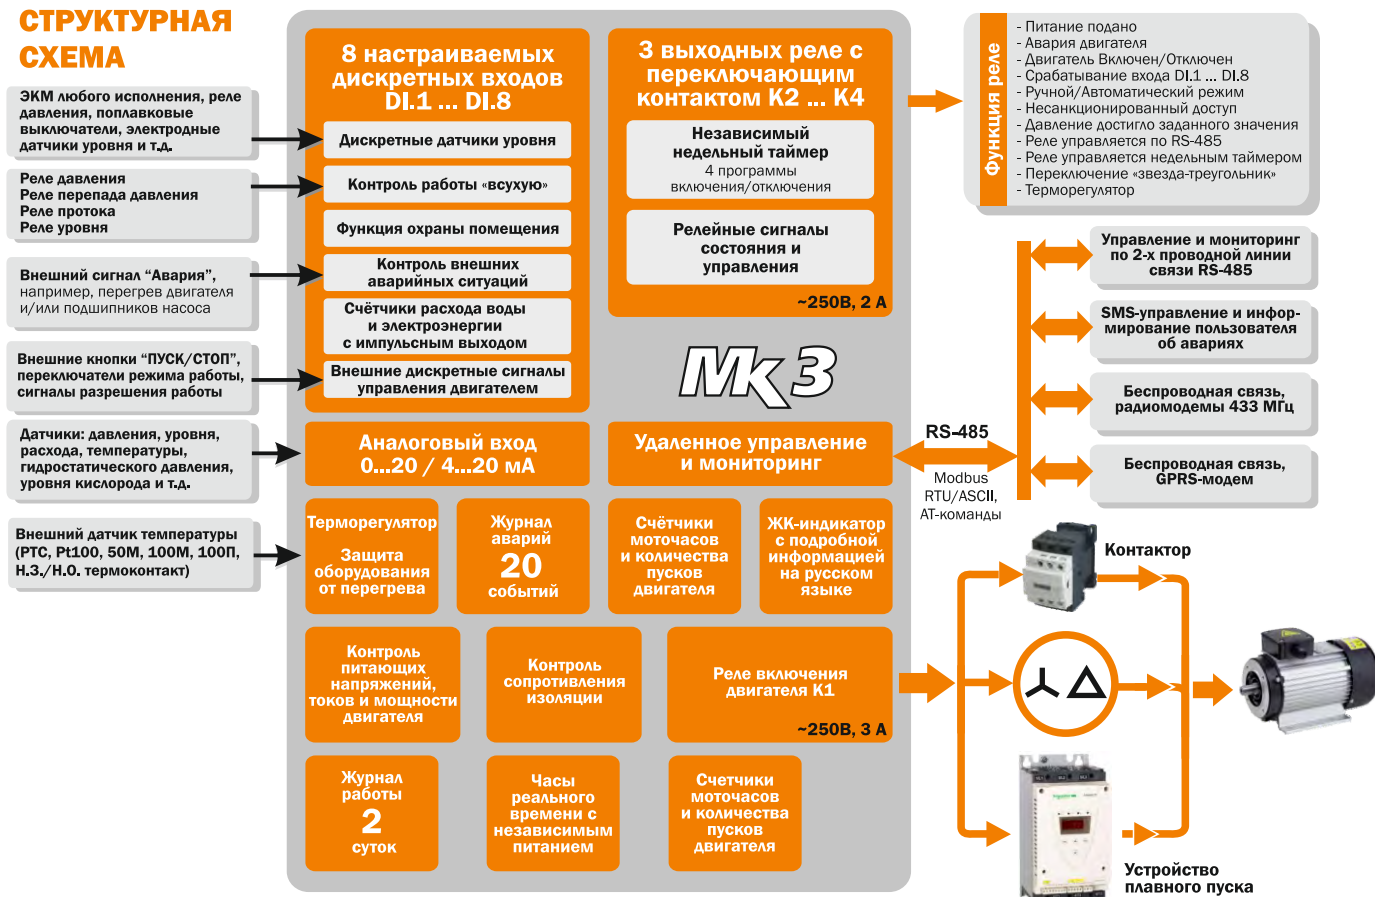 СТРУКТУРНАЯ
СХЕМА
ЭКМ любого исполнения, реле
давления, поплавковые
выключатели, электродные
датчики уровня и т.д.
Реле давления
Реле перепада давления
Реле протока
Реле уровня
Внешний сигнал “Авария”,
например, перегрев двигателя
и/или подшипников насоса
Внешние кнопки “ПУСК/СТОП”,
переключатели режима работы,
сигналы разрешения работы
Датчики: давления, уровня,
расхода, температуры,
гидростатического давления,
уровня кислорода и т.д.
Внешний датчик температуры
(РТС, Pt100, 50М, 100М, 100П,
Н.З./Н.О. термоконтакт)
8 настраиваемых
дискретных входов
DI.1 ... DI.8
Дискретные датчики уровня
Контроль работы «всухую»
Функция охраны помещения
Контроль внешних
аварийных ситуаций
Счётчики расхода воды
и электроэнергии
с импульсным выходом
Внешние дискретные сигналы
управления двигателем
3 выходных реле с
переключающим
контактом К2 ... К4
Независимый
недельный таймер
4 программы
включения/отключения
Релейные сигналы
состояния и
управления
~250В, 2 А
МК3
Аналоговый вход
0...20 / 4...20 мА
Удаленное управление
и мониторинг
Терморегулятор
Защита
оборудования
от перегрева
Журнал
аварий
20
событий
Счётчики
моточасов
и количества
пусков
двигателя
ЖК-индикатор
с подробной
информацией
на русском
языке
Контроль
питающих
напряжений,
токов и мощности
двигателя
Контроль
сопротивления
изоляции
Реле включения
двигателя К1
~250В, 3 А
Журнал
работы
2
суток
Часы
реального
времени с
независимым
питанием
Счетчики
моточасов
и количества
пусков
двигателя
Функция реле
- Питание подано
- Авария двигателя
- Двигатель Включен/Отключен
- Срабатывание входа DI.1 ... DI.8
- Ручной/Автоматический режим
- Несанкционированный доступ
- Давление достигло заданного значения
- Реле управляется по RS-485
- Реле управляется недельным таймером
- Переключение «звезда-треугольник»
- Терморегулятор
RS-485
Modbus
RTU/ASCII,
АТ-команды
Управление и мониторинг
по 2-х проводной линии
связи RS-485
SMS-управление и инфор-
мирование пользователя
об авариях
Беспроводная связь,
радиомодемы 433 МГц
Беспроводная связь,
GPRS-модем
Контактор
Устройство
плавного пуска